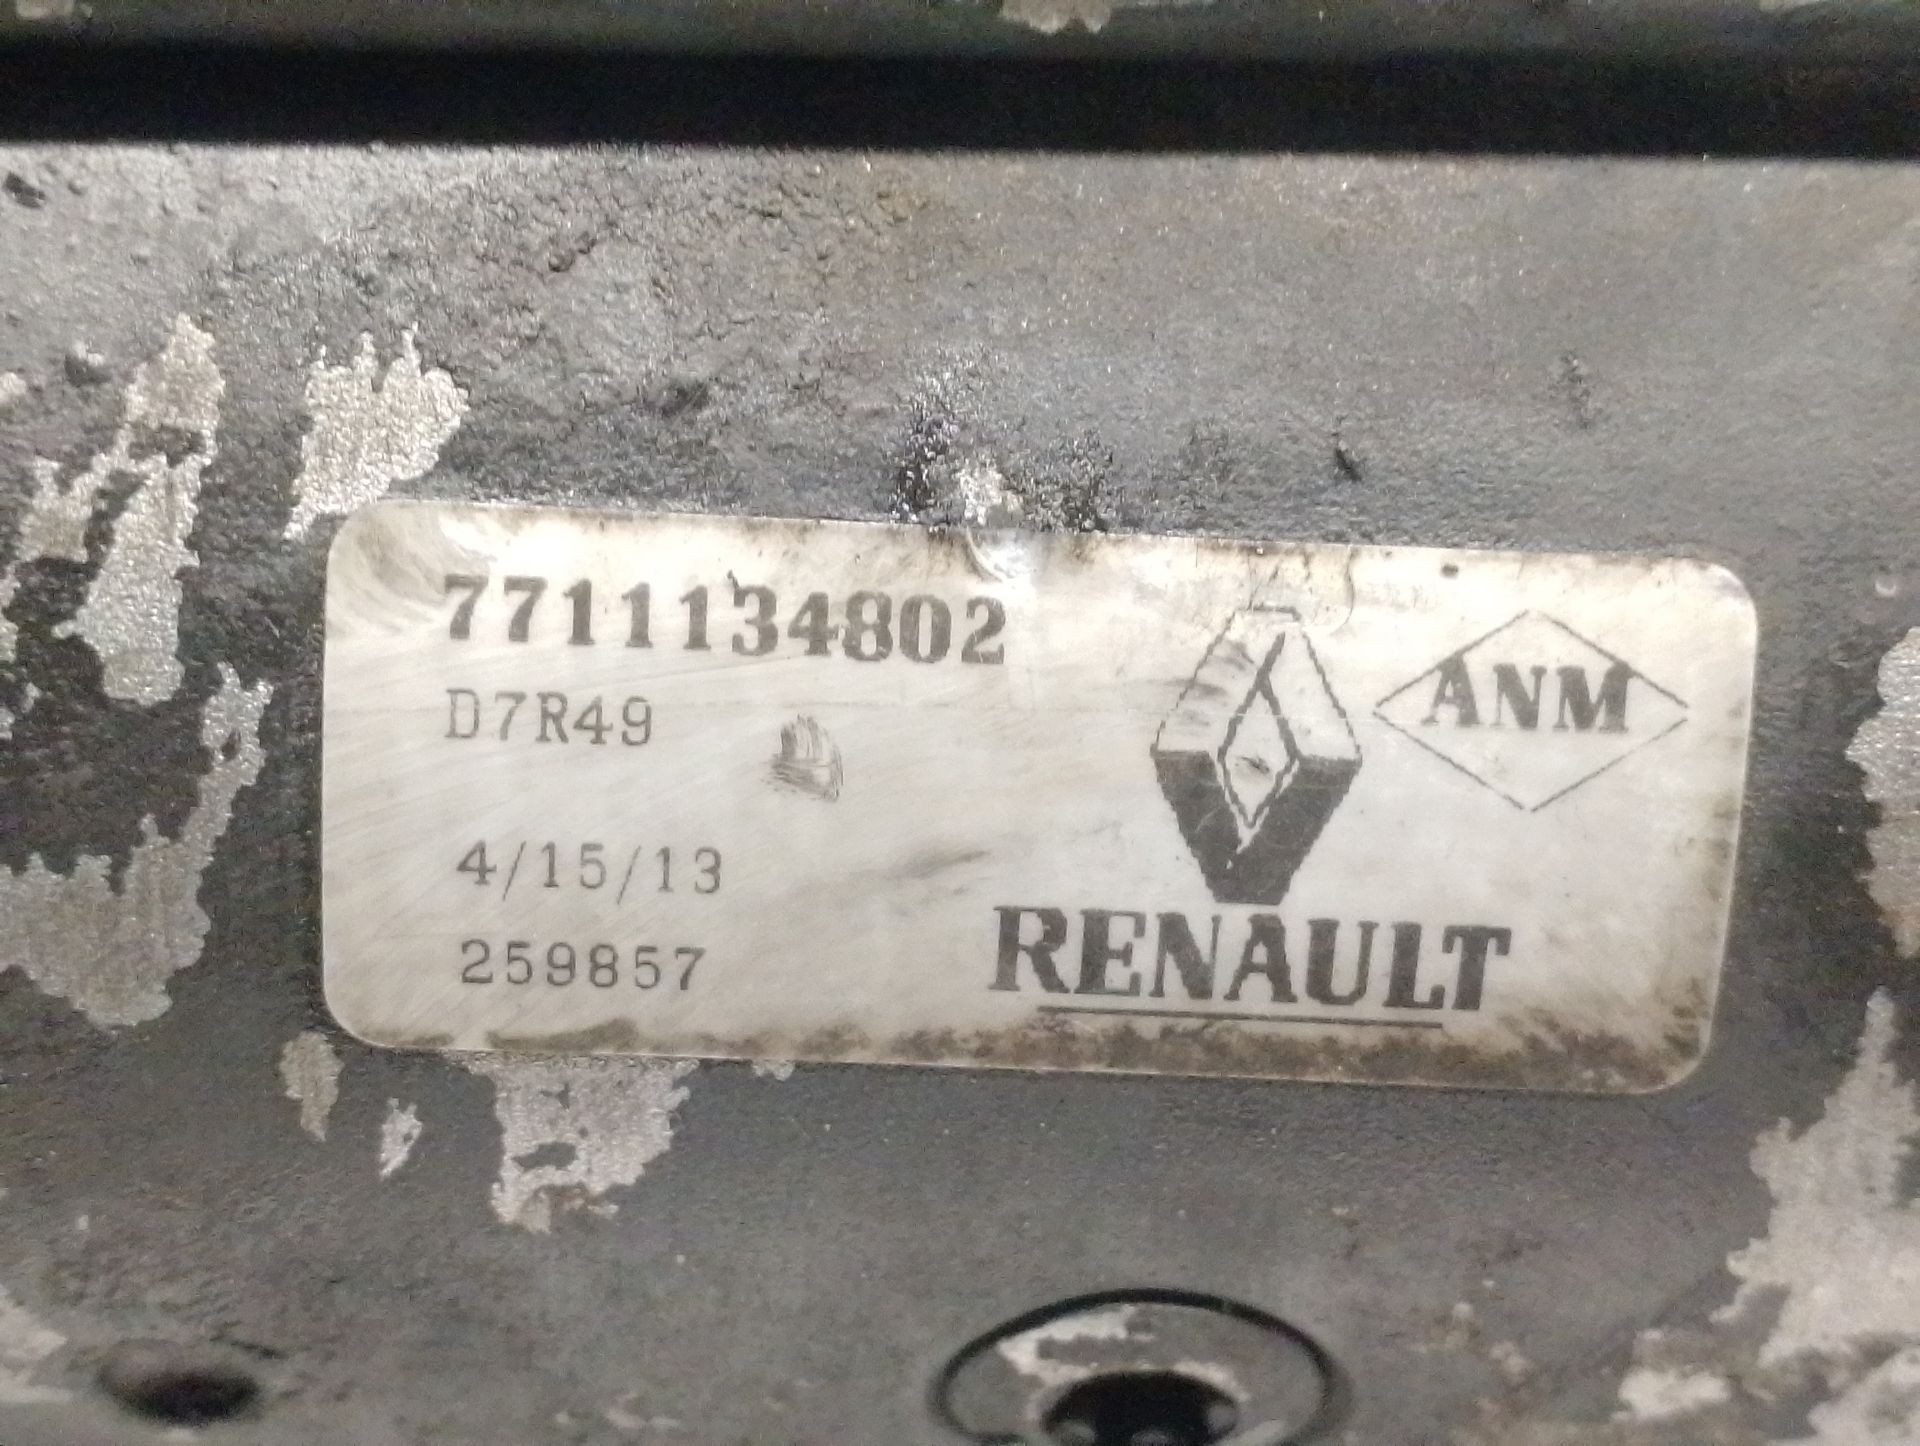 7711134802
D7R49
ANM
4/15/13
259857
RENAULT